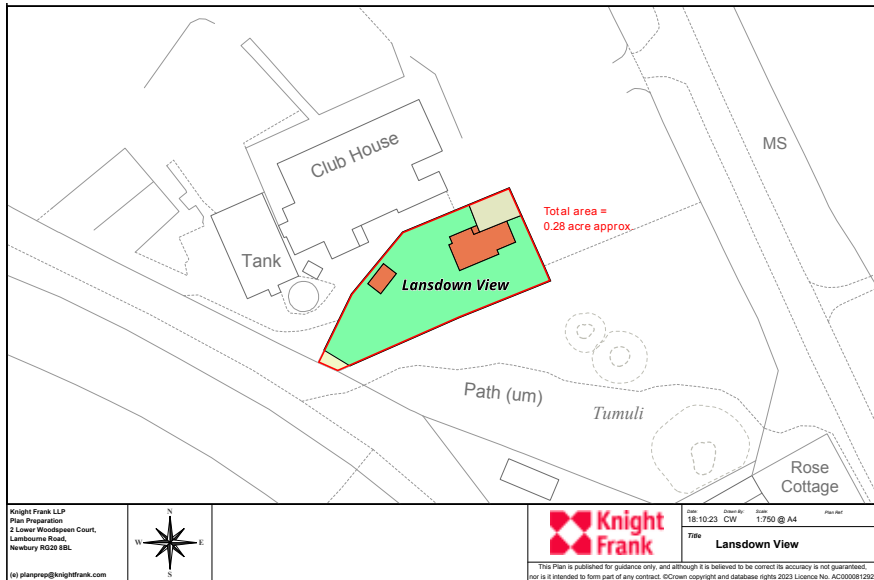 MS
Club House
Total area =
0.28 acre approx.
Tank
Lansdown View
Path (um)
Tumuli
Rose
Cottage
Knight Frank LLP
Plan Preparation
2 Lower Woodspeen Court,
Lambourne Road,
Newbury RG20 8BL
(e) planprep@knightfrank.com
N
W
E
S
Knight
Frank
Date Drawn By: Scale: Plan Ref:
18:10:23 CW 1:750 @ A4
Title
Lansdown View
This Plan is published for guidance only, and although it is believed to be correct its accuracy is not guaranteed,
nor is it intended to form part of any contract. ©Crown copyright and database rights 2023 Licence No. AC000081292